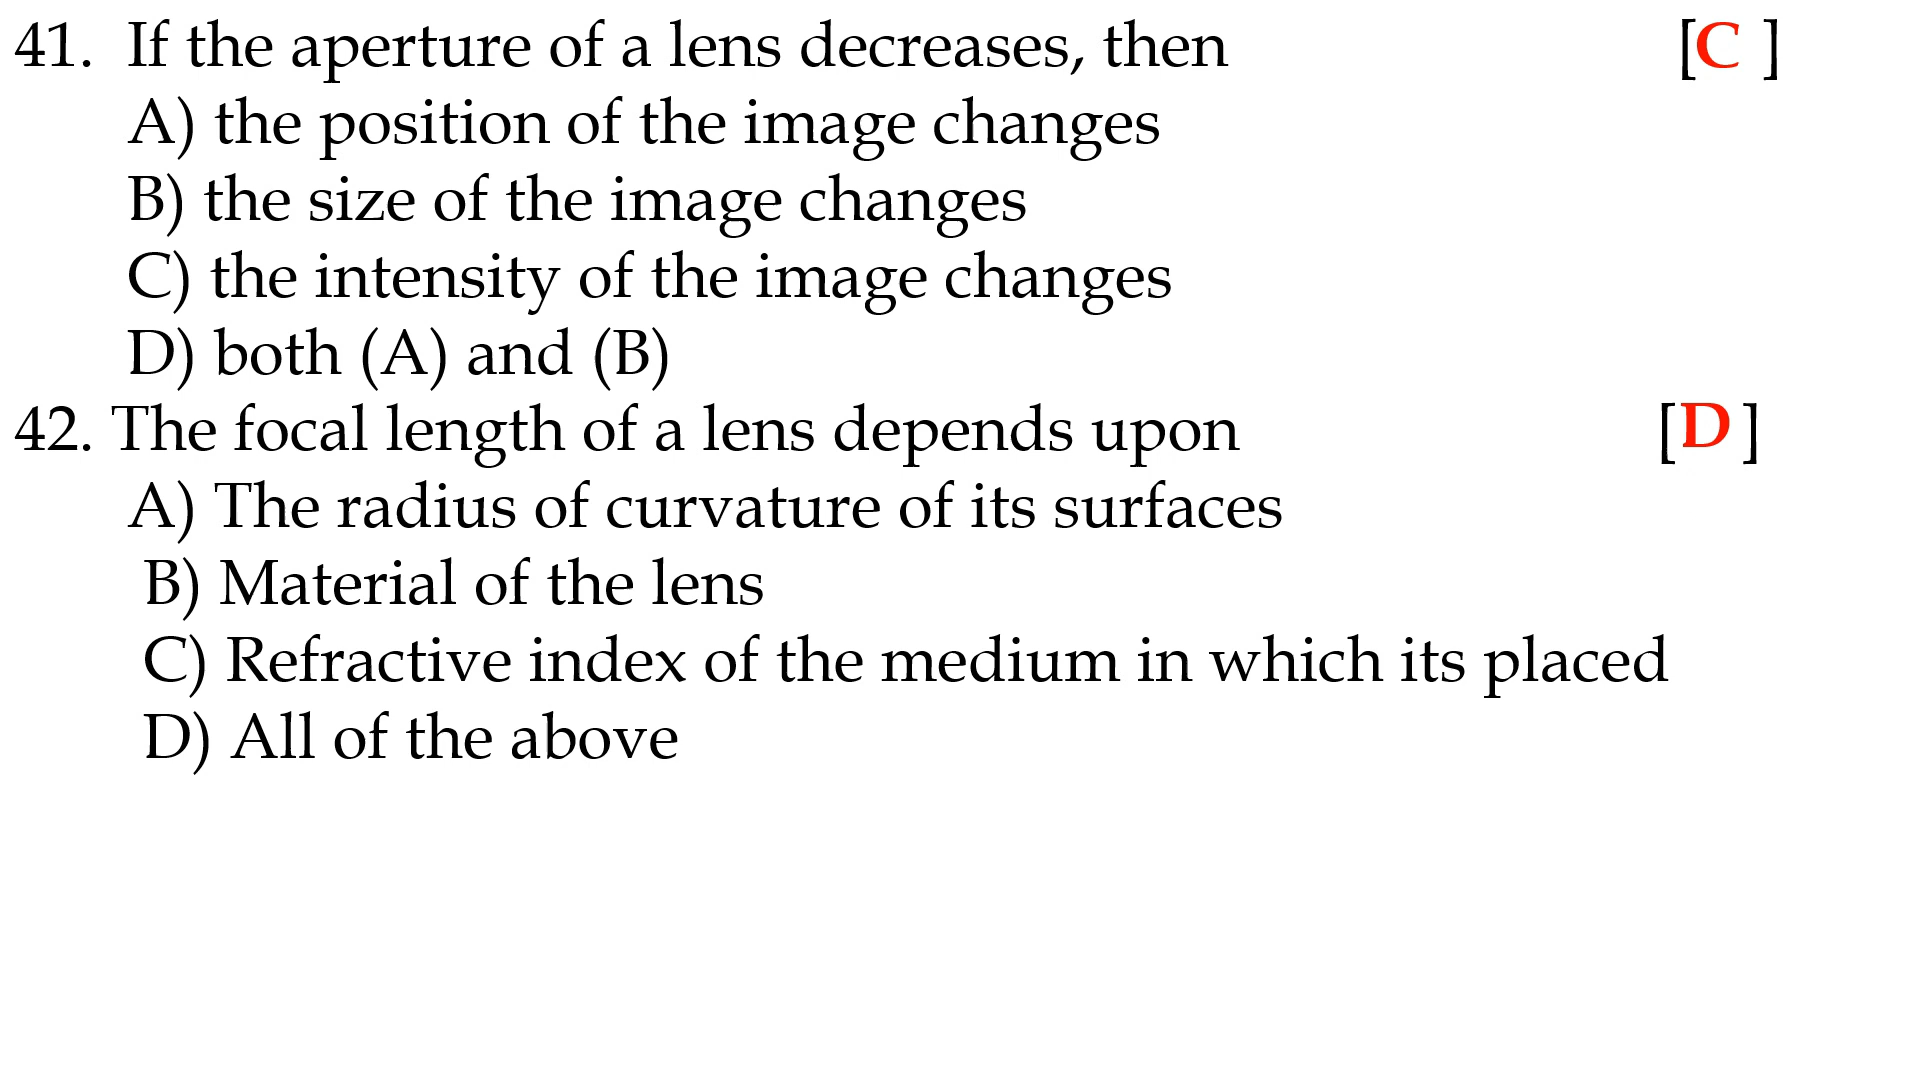 41. If the aperture of a lens decreases, then [C ]
A) the position of the image changes
B) the size of the image changes
C) the intensity of the image changes
D) both (A) and (B)
42. The focal length of a lens depends upon [D]
A) The radius of curvature of its surfaces
B) Material of the lens
C) Refractive index of the medium in which its placed
D) All of the above